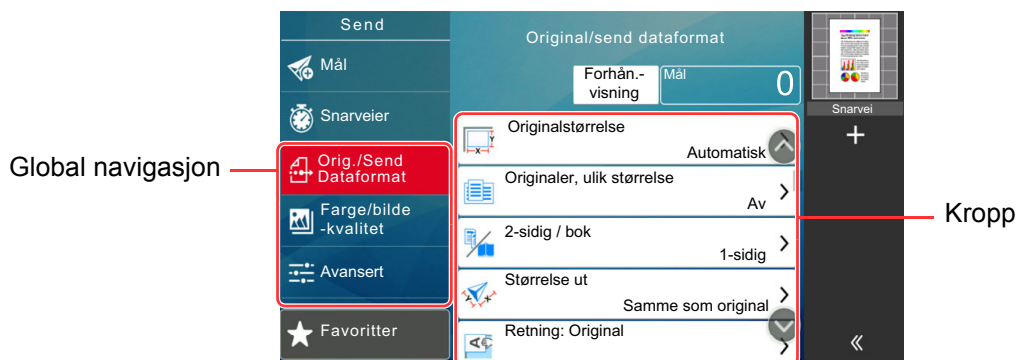 Global navigasjon
Send
Mål
Snarveier
Orig./Send
Dataformat
Farge/bilde
-kvalitet
Avansert
Favoritter
Original/send dataformat
Forhån.-
visning
Mål
0
Originalstørrelse
Automatisk
Originaler, ulik størrelse
Av
2-sidig / bok
1-sidig
Størrelse ut
Samme som original
Retning: Original
Snarvei
Kropp